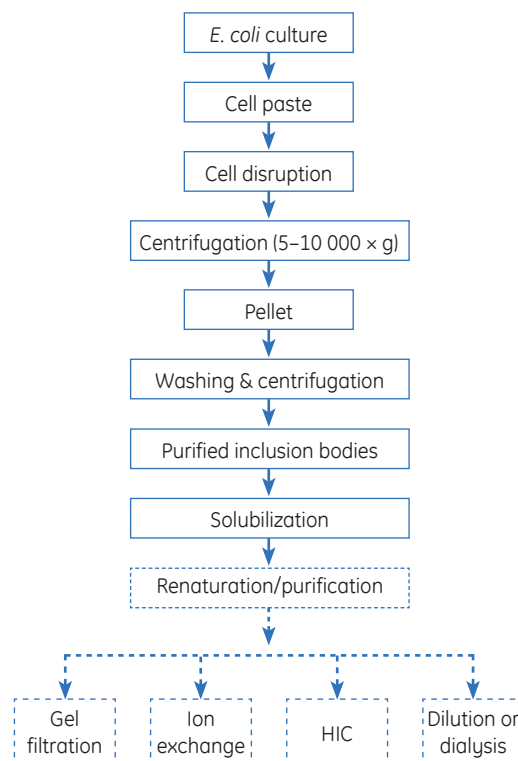 E. coli culture
Cell paste
Cell disruption
Centrifugation (5–10 000 × g)
Pellet
Washing & centrifugation
Purified inclusion bodies
Solubilization
Renaturation/purification
Gel
filtration
Ion
exchange
HIC
Dilution or
dialysis